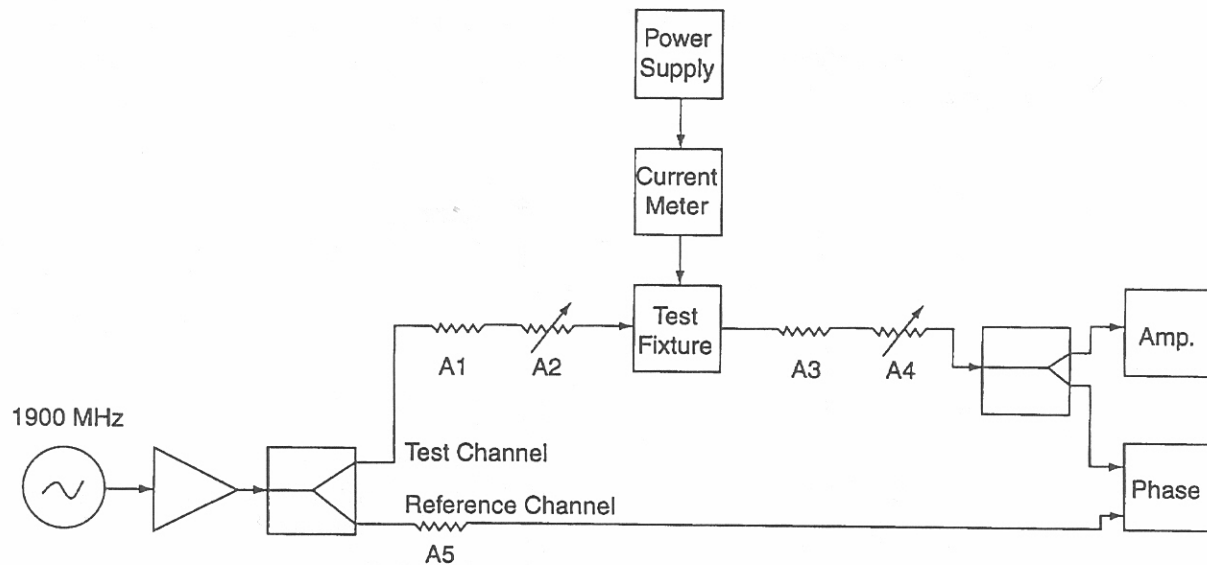 Power
Supply
Current
Meter
Test
Fixture
A1
A2
A3
A4
Amp.
1900 MHz
Test Channel
Reference Channel
A5
Phase